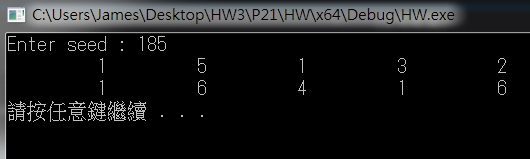 C:\Users\James\Desktop\HW3\P21\HW\x64\Debug\HW.exe
Enter seed : 185
1 5 1 3 2
1 6 4 1 6
請按任意鍵繼續 . . .